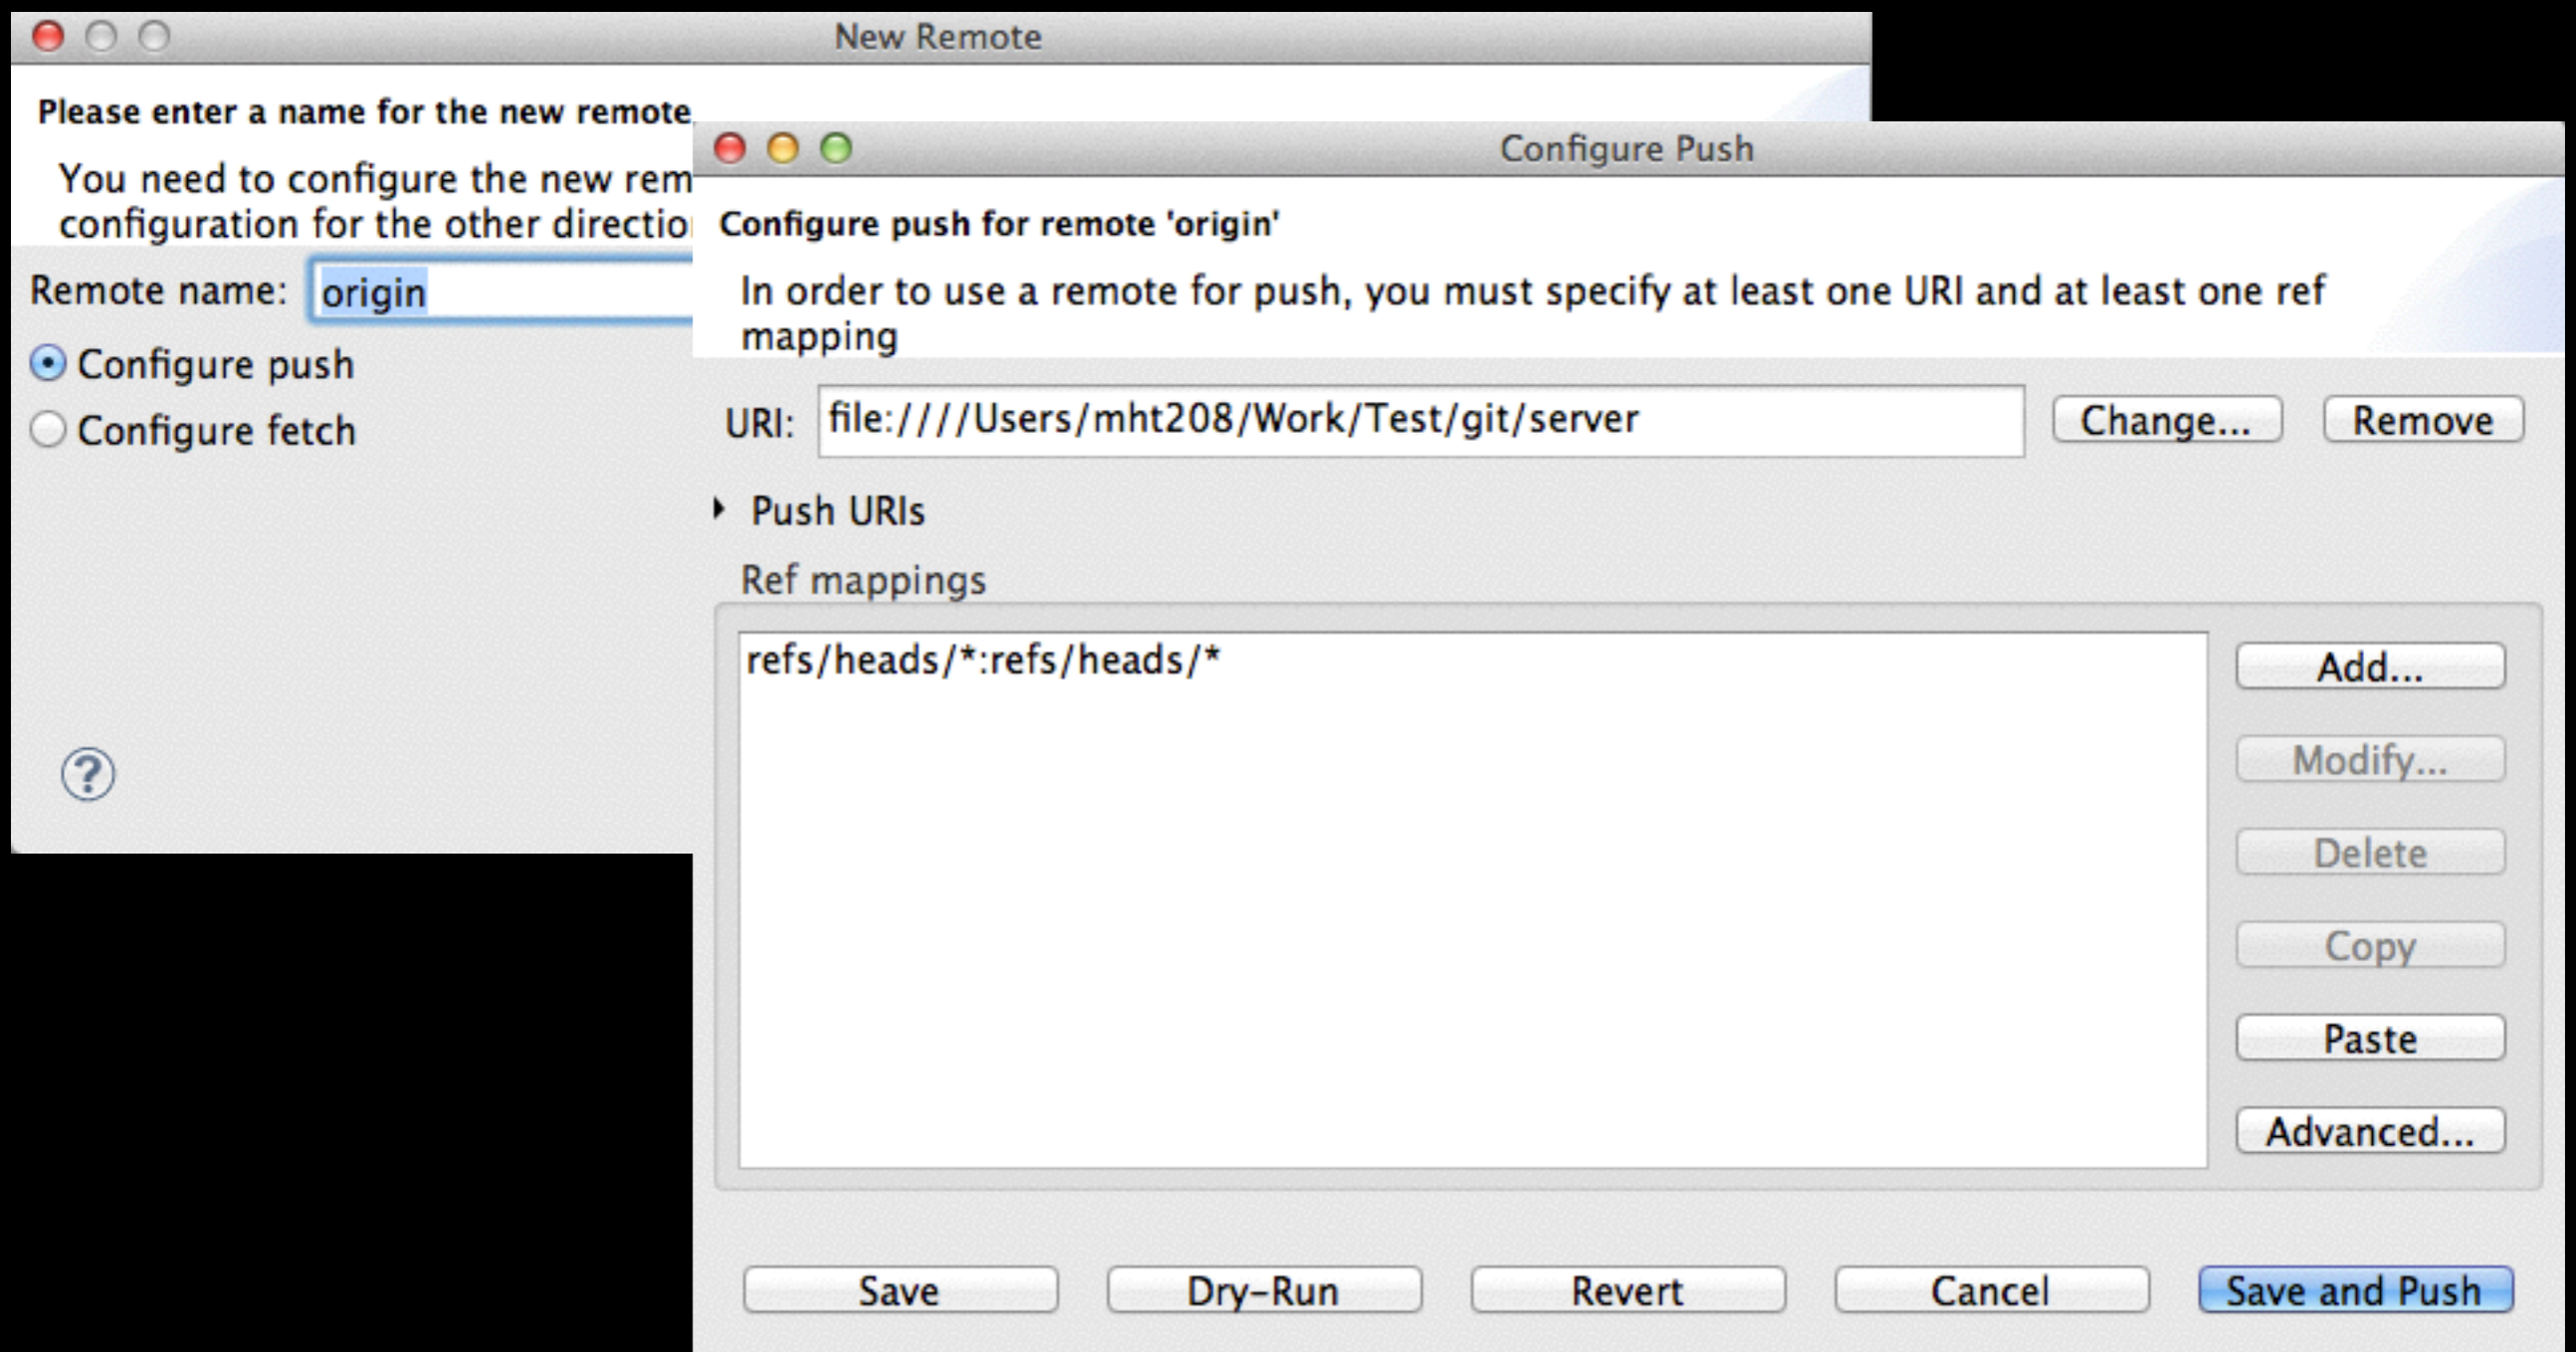 New Remote
Please enter a name for the new remote
You need to configure the new rem
configuration for the other
Remote name: origin
Configure push
Configure fetch
?
Configure Push
Configure push for remote 'origin'
In order to use a remote for push, you must specify at least one URI and at least one ref
mapping
URI: file:////Users/mht208/Work/Test/git/server Change... Remove
Push URIs
Ref mappings
refs/heads/*:refs/heads/*
Add...
Modify...
Delete
Copy
Paste
Advanced...
Save Dry-Run Revert Cancel Save and Push